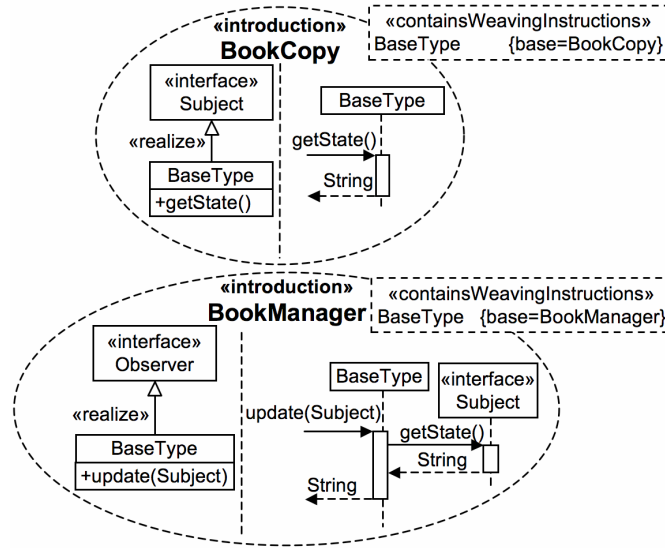 «introduction»
BookCopy
«containsWeavingInstructions»
BaseType {base=BookCopy}
«interface»
Subject
«realize»
BaseType
+getState()
BaseType
getState()
String
«introduction»
BookManager
«containsWeavingInstructions»
BaseType {base=BookManager}
«interface»
Observer
«realize»
BaseType
+update(Subject)
BaseType
«interface»
Subject
update(Subject)
getState()
String
String